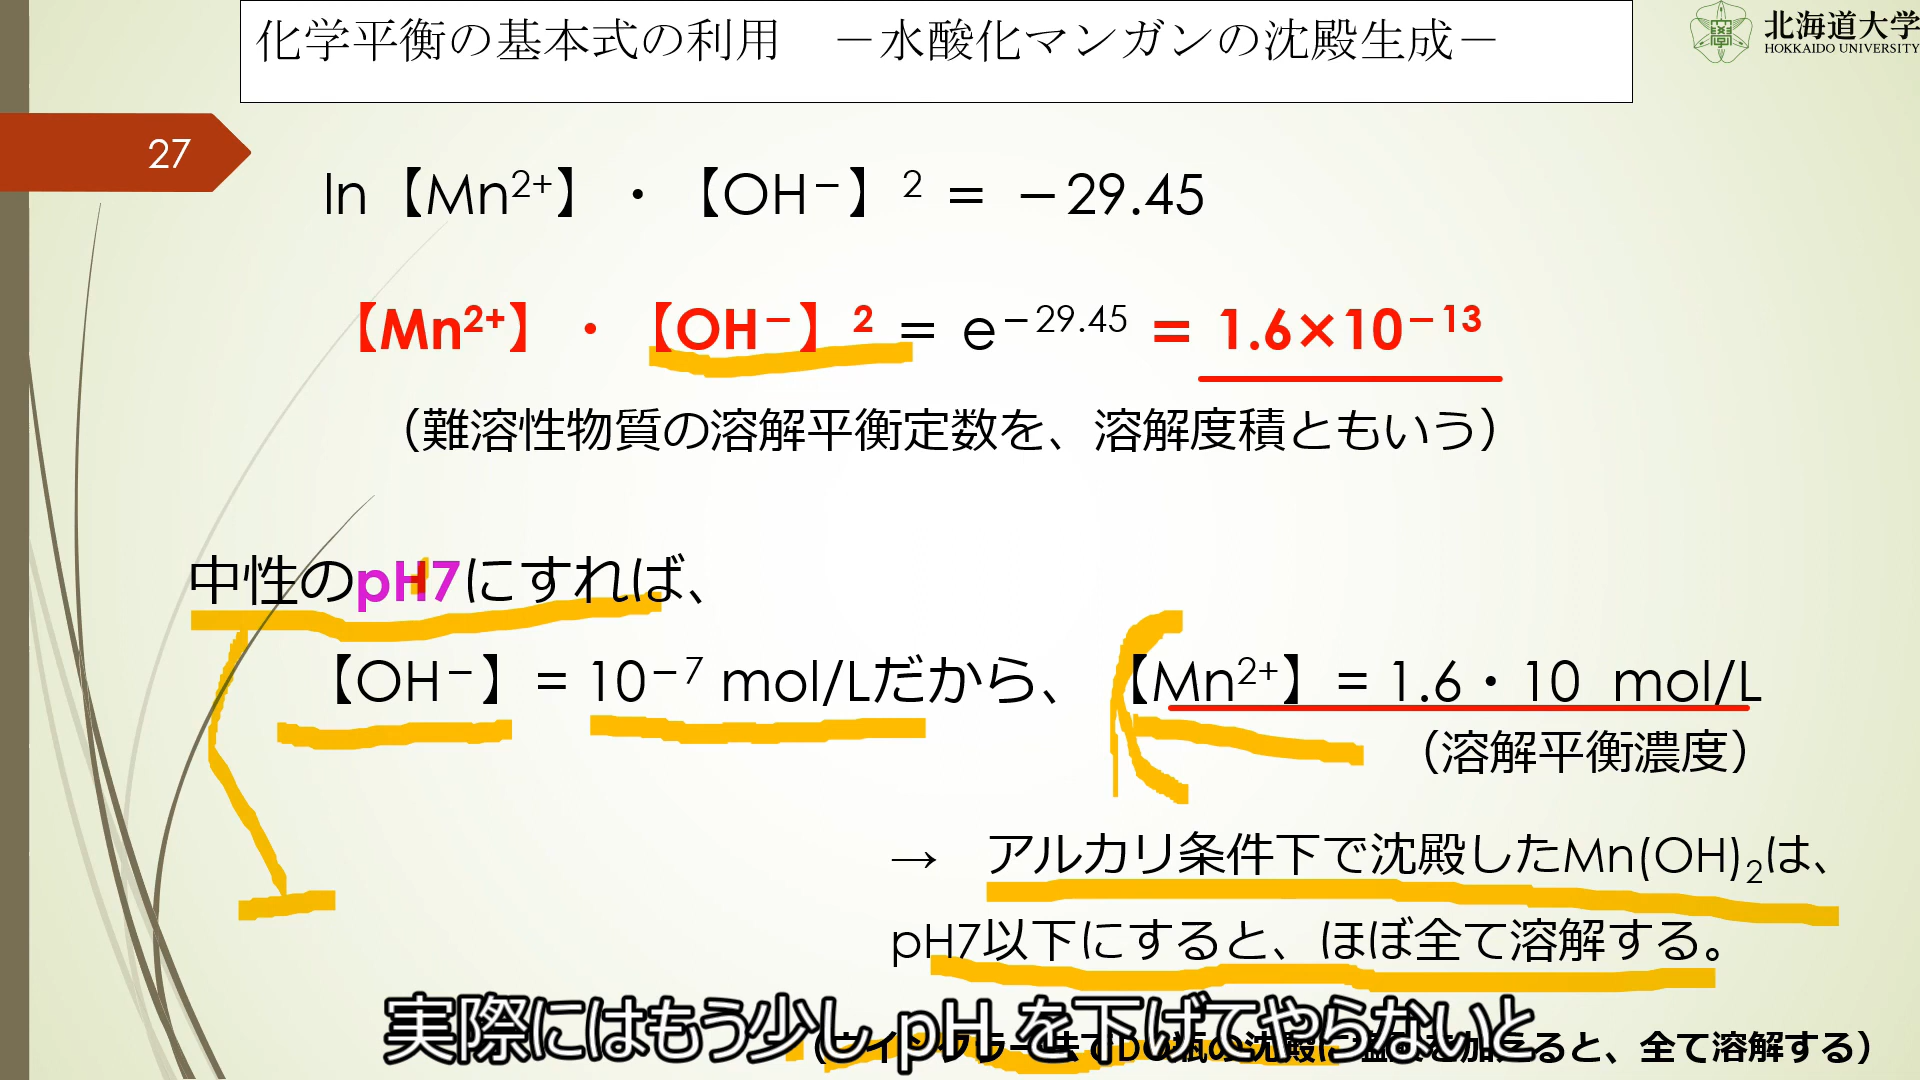 化学平衡の基本式の利用　－水酸化マンガンの沈殿生成－
北海道大学
HOKKAIDO UNIVERSITY
27
ln【Mn²⁺】・【OH⁻】² ＝ －29.45
【Mn²⁺】・【OH⁻】² ＝ e⁻²⁹·⁴⁵ ＝ 1.6×10⁻¹³
（難溶性物質の溶解平衡定数を、溶解度積ともいう）
中性のpH7にすれば、
【OH⁻】＝ 10⁻⁷ mol/Lだから、【Mn²⁺】＝ 1.6・10 mol/L
（溶解平衡濃度）
→　アルカリ条件下で沈殿したMn(OH)₂は、
pH7以下にすると、ほぼ全て溶解する。
ると、全て溶解する）
実際にはもう少し pH を下げてやらないと